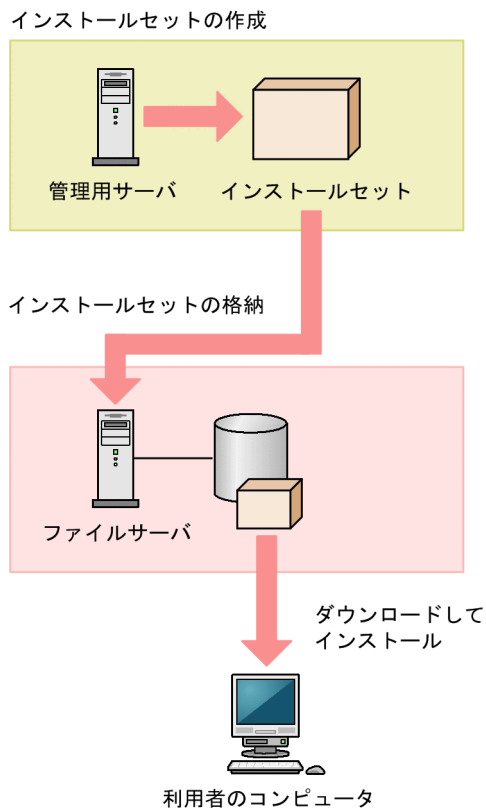 インストールセットの作成
管理用サーバ
インストールセット
インストールセットの格納
ファイルサーバ
ダウンロードして
インストール
利用者のコンピュータ